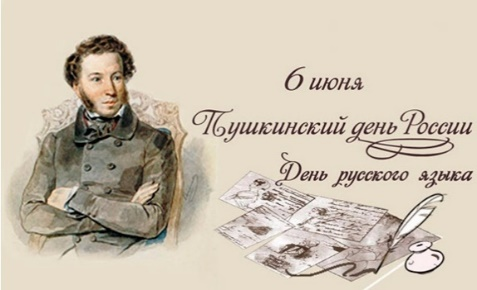 6 июня
Пушкинский день России
День русского языка